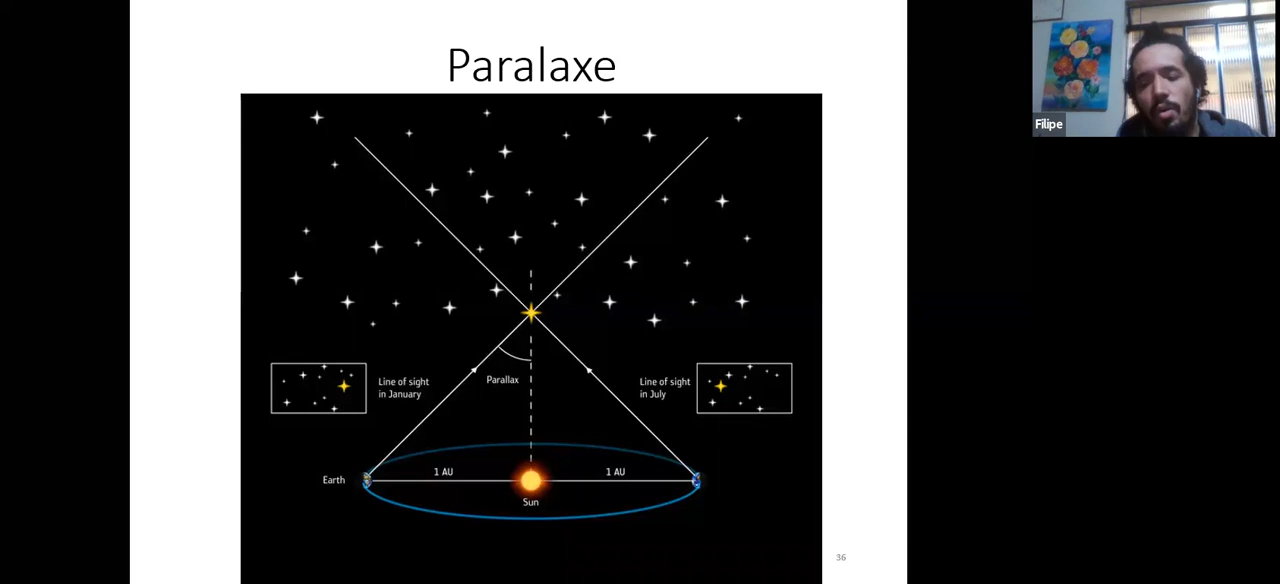 Paralaxe
Filipe
Parallax
Line of sight
in January
Line of sight
in July
Earth
1 AU
1 AU
Sun
36